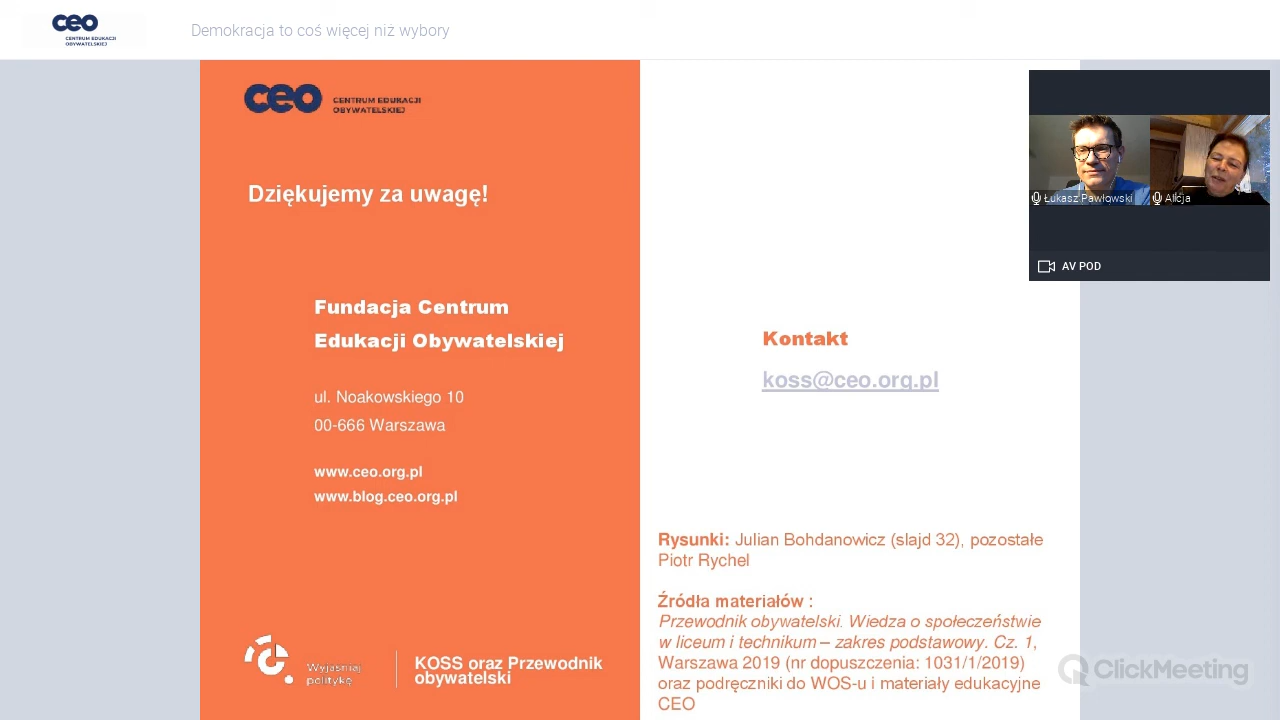 ceo
CENTRUM EDUKACJI
OBYWATELSKIEJ
Demokracja to coś więcej niż wybory
ceo
CENTRUM EDUKACJI
OBYWATELSKIEJ
Dziękujemy za uwagę!
Fundacja Centrum
Edukacji Obywatelskiej
ul. Noakowskiego 10
00-666 Warszawa
www.ceo.org.pl
www.blog.ceo.org.pl
Wyjaśniaj
politykę
KOSS oraz Przewodnik
obywatelski
Kontakt
koss@ceo.org.pl
Rysunki: Julian Bohdanowicz (slajd 32), pozostałe
Piotr Rychel
Źródła materiałów :
Przewodnik obywatelski. Wiedza o społeczeństwie
w liceum i technikum – zakres podstawowy. Cz. 1,
Warszawa 2019 (nr dopuszczenia: 1031/1/2019)
oraz podręczniki do WOS-u i materiały edukacyjne
CEO
Łukasz Pawłowski
Alicja
AV POD
ClickMeeting